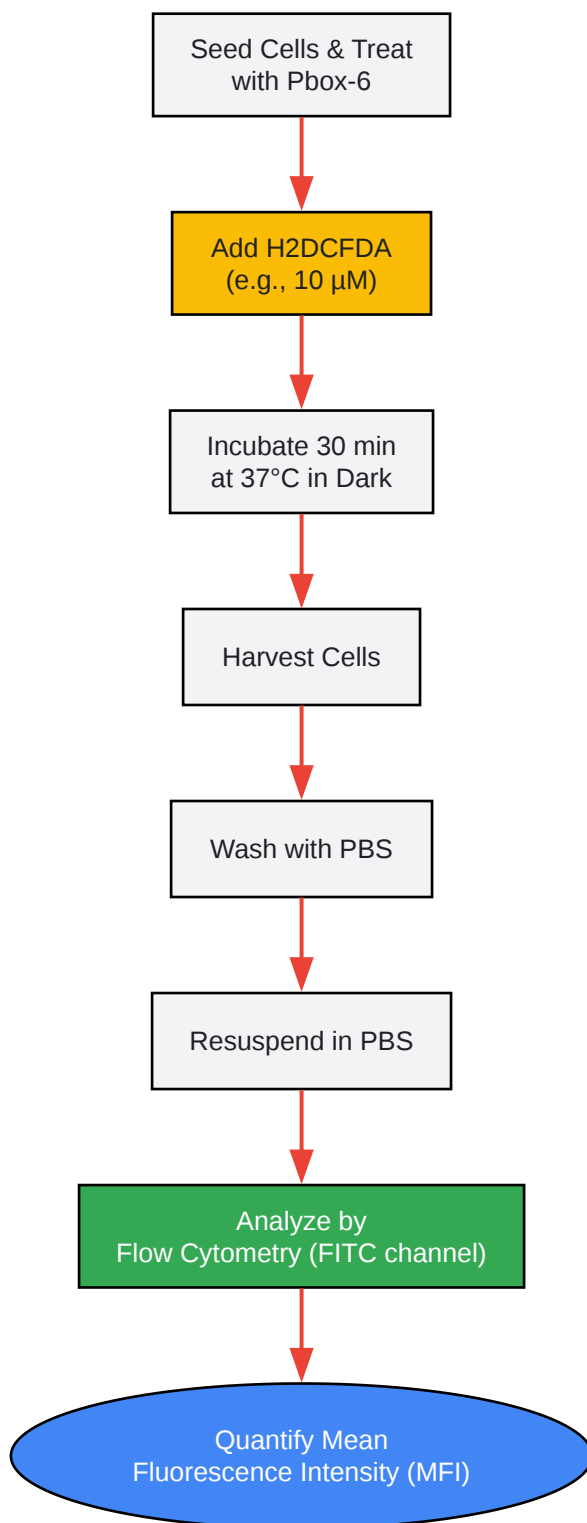 Seed Cells & Treat
with Pbox-6
Add H2DCFDA
(e.g., 10 µM)
Incubate 30 min
at 37°C in Dark
Harvest Cells
Wash with PBS
Resuspend in PBS
Analyze by
Flow Cytometry (FITC channel)
Quantify Mean
Fluorescence Intensity (MFI)